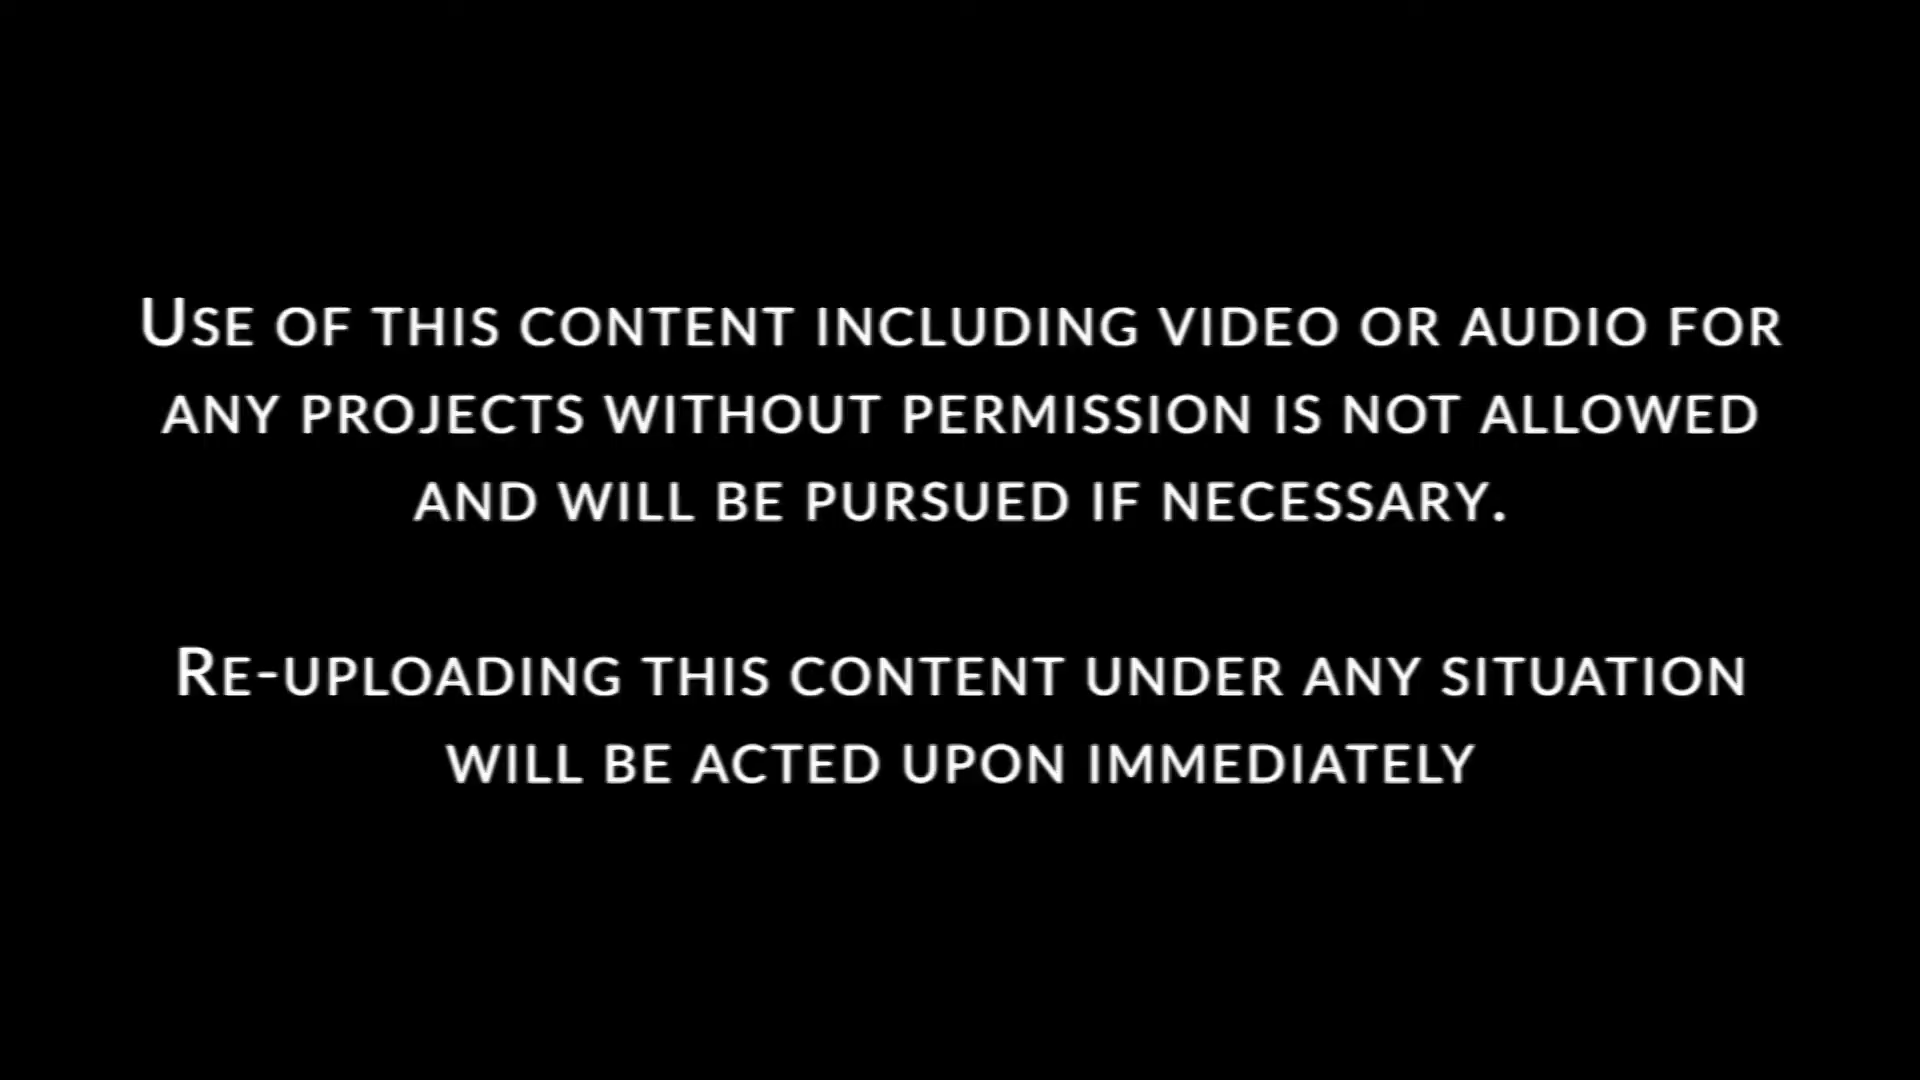 Use of this content including video or audio for
any projects without permission is not allowed
and will be pursued if necessary.
Re-uploading this content under any situation
will be acted upon immediately